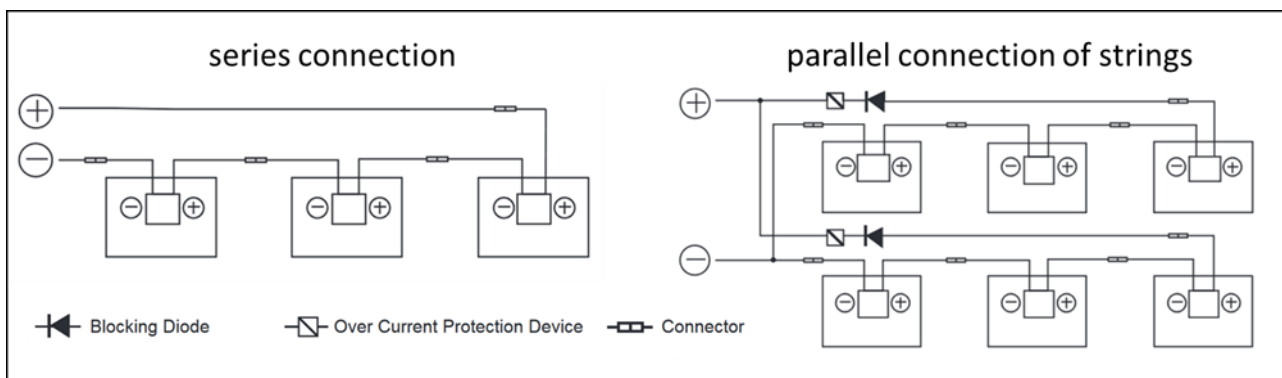 series connection
parallel connection of strings
+
−
− + − + − +
+
− + − + − +
−
− + − + − +
Blocking Diode
Over Current Protection Device
Connector